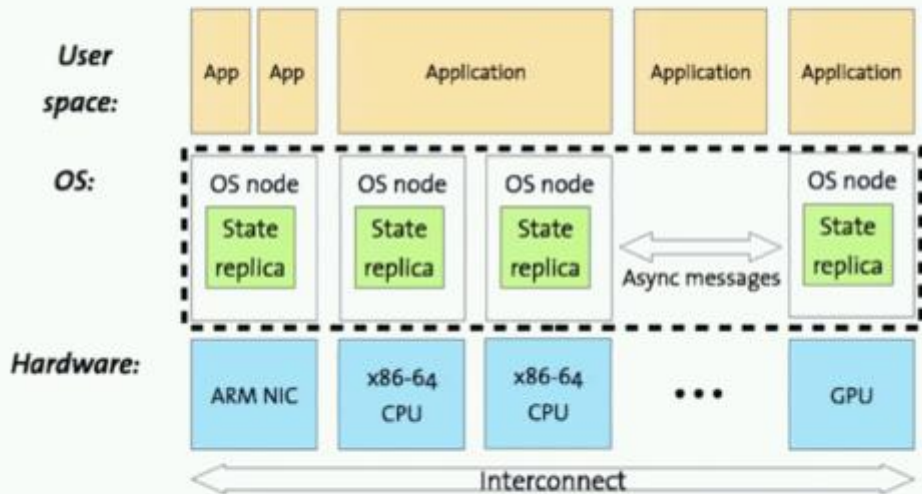 User
space:
App
App
Application
Application
Application
OS:
OS node
State
replica
OS node
State
replica
OS node
State
replica
Async messages
OS node
State
replica
Hardware:
ARM NIC
x86-64
CPU
x86-64
CPU
•••
GPU
Interconnect